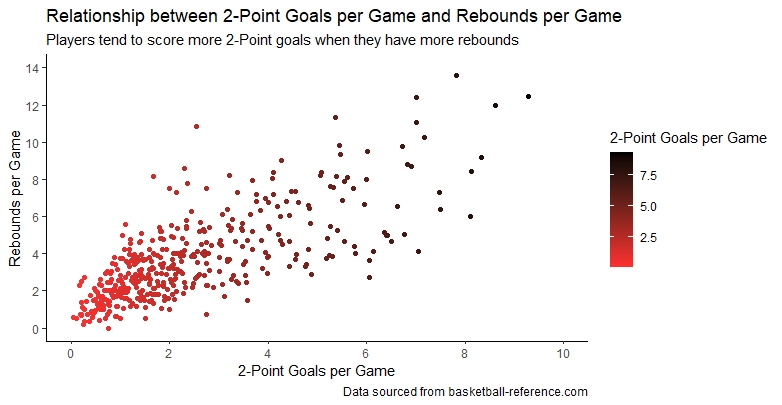 Relationship between 2-Point Goals per Game and Rebounds per Game
Players tend to score more 2-Point goals when they have more rebounds
14
12
10
8
6
4
2
0
Rebounds per Game
0 2 4 6 8 10
2-Point Goals per Game
2-Point Goals per Game
7.5
5.0
2.5
Data sourced from basketball-reference.com